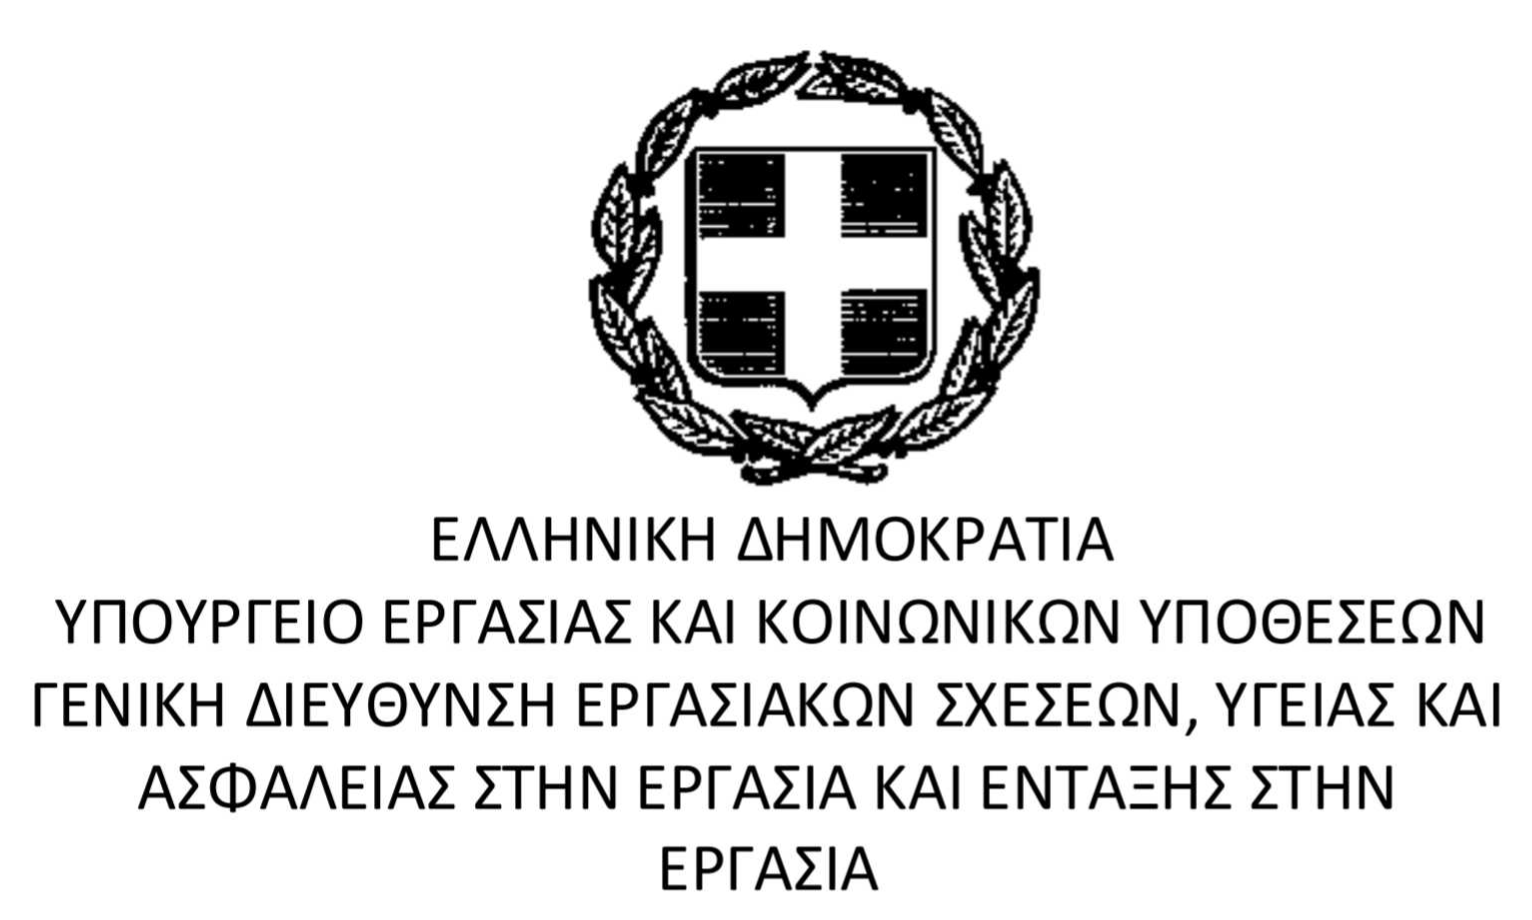 ΕΛΛΗΝΙΚΗ ΔΗΜΟΚΡΑΤΙΑ
ΥΠΟΥΡΓΕΙΟ ΕΡΓΑΣΙΑΣ ΚΑΙ ΚΟΙΝΩΝΙΚΩΝ ΥΠΟΘΕΣΕΩΝ
ΓΕΝΙΚΗ ΔΙΕΥΘΥΝΣΗ ΕΡΓΑΣΙΑΚΩΝ ΣΧΕΣΕΩΝ, ΥΓΕΙΑΣ ΚΑΙ
ΑΣΦΑΛΕΙΑΣ ΣΤΗΝ ΕΡΓΑΣΙΑ ΚΑΙ ΕΝΤΑΞΗΣ ΣΤΗΝ
ΕΡΓΑΣΙΑ